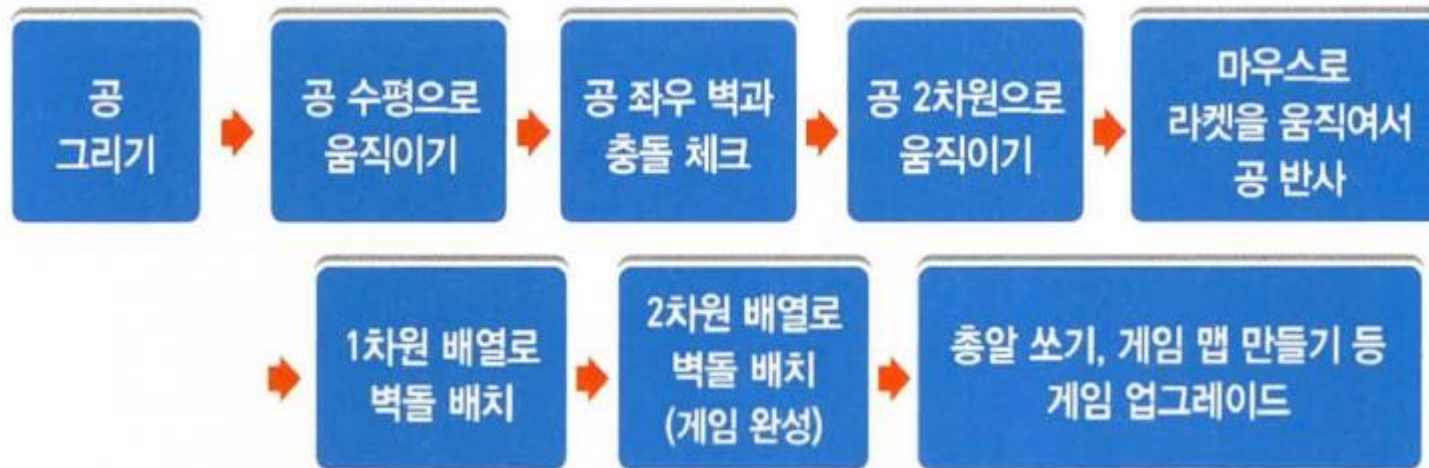 공
그리기
공 수평으로
움직이기
공 좌우 벽과
충돌 체크
공 2차원으로
움직이기
마우스로
라켓을 움직여서
공 반사
1차원 배열로
벽돌 배치
2차원 배열로
벽돌 배치
(게임 완성)
총알 쏘기, 게임 맵 만들기 등
게임 업그레이드